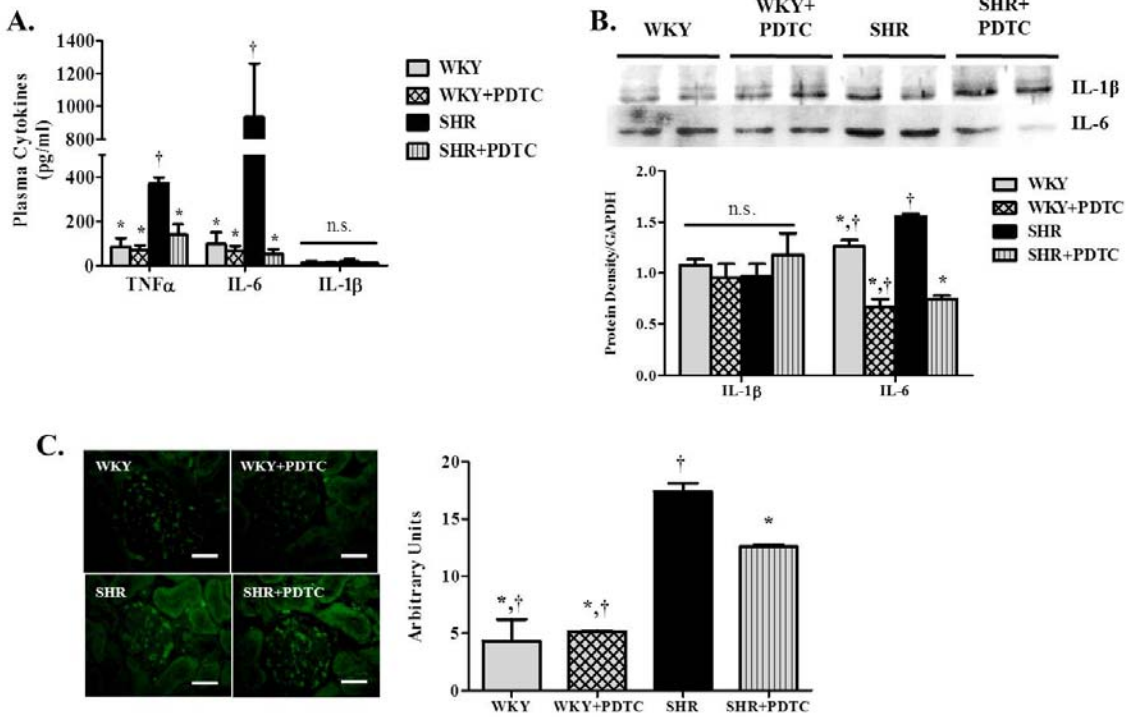 A.
1400
1200
1000
800
400
200
0
Plasma Cytokines
(pg/ml)
†
†
* * *
* * *
n.s.
TNFα IL-6 IL-1β
WKY
WKY+PDTC
SHR
SHR+PDTC
B.
WKY
WKY+
PDTC
SHR
SHR+
PDTC
IL-1β
IL-6
2.0
1.5
1.0
0.5
0.0
Protein Density/GAPDH
n.s.
*,†
*,†
†
*
IL-1β IL-6
WKY
WKY+PDTC
SHR
SHR+PDTC
C.
WKY
WKY+PDTC
SHR
SHR+PDTC
20
15
10
5
0
Arbitrary Units
*,†
*,†
†
*
WKY WKY+PDTC SHR SHR+PDTC